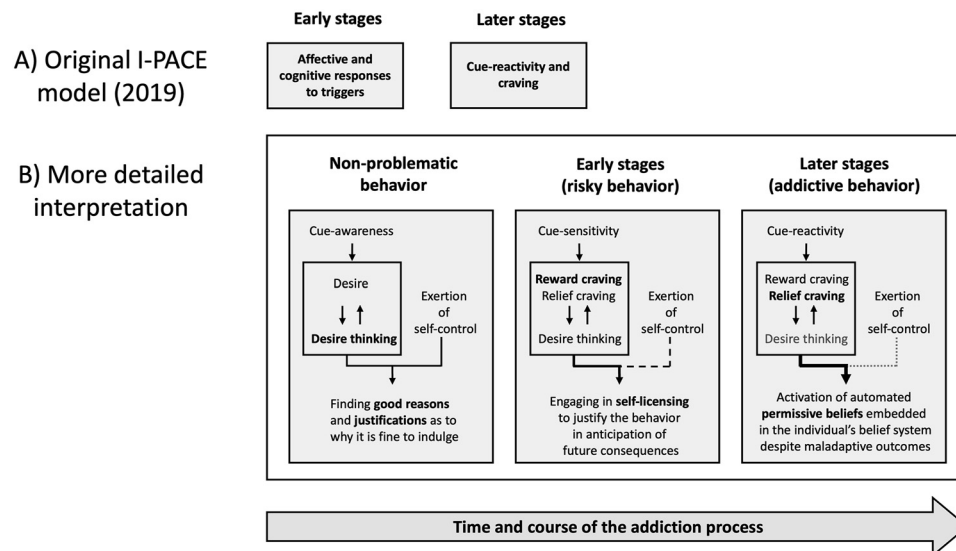 Early stages
Later stages
A) Original I-PACE
model (2019)
Affective and
cognitive responses
to triggers
Cue-reactivity and
craving
B) More detailed
interpretation
Non-problematic
behavior
Cue-awareness
Desire
Desire thinking
Exertion
of
self-control
Finding good reasons
and justifications as to
why it is fine to indulge
Early stages
(risky behavior)
Cue-sensitivity
Reward craving
Relief craving
Desire thinking
Exertion
of
self-control
Engaging in self-licensing
to justify the behavior
in anticipation of
future consequences
Later stages
(addictive behavior)
Cue-reactivity
Reward craving
Relief craving
Desire thinking
Exertion
of
self-control
Activation of automated
permissive beliefs embedded
in the individual's belief system
despite maladaptive outcomes
Time and course of the addiction process